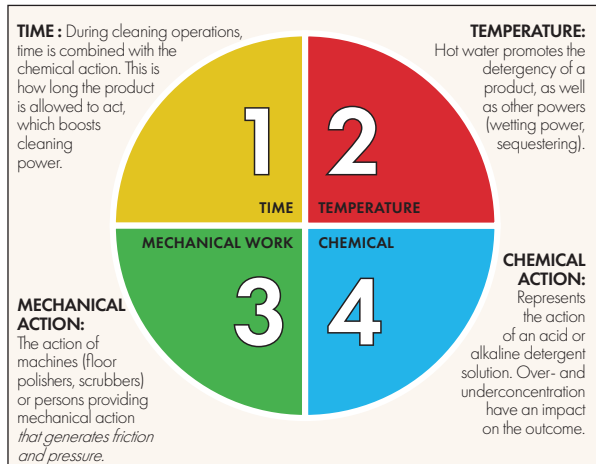 TIME : During cleaning operations,
time is combined with the
chemical action. This is
how long the product
is allowed to act,
which boosts
cleaning
power.
TEMPERATURE:
Hot water promotes the
detergency of a
product, as well
as other powers
(wetting power,
sequestering).
1
TIME
2
TEMPERATURE
MECHANICAL WORK
3
CHEMICAL
4
MECHANICAL
ACTION:
The action of
machines (floor
polishers, scrubbers)
or persons providing
mechanical action
that generates friction
and pressure.
CHEMICAL
ACTION:
Represents
the action
of an acid or
alkaline detergent
solution. Over- and
underconcentration
have an impact
on the outcome.